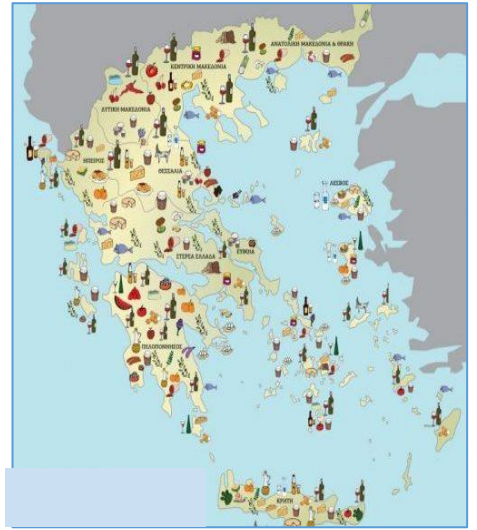 ΑΝΑΤΟΛΙΚΗ ΜΑΚΕΔΟΝΙΑ & ΘΡΑΚΗ
ΚΕΝΤΡΙΚΗ ΜΑΚΕΔΟΝΙΑ
ΔΥΤΙΚΗ ΜΑΚΕΔΟΝΙΑ
ΗΠΕΙΡΟΣ
ΘΕΣΣΑΛΙΑ
ΛΕΣΒΟΣ
ΕΥΒΟΙΑ
ΣΤΕΡΕΑ ΕΛΛΑΔΑ
ΠΕΛΟΠΟΝΝΗΣΟΣ
ΚΡΗΤΗ